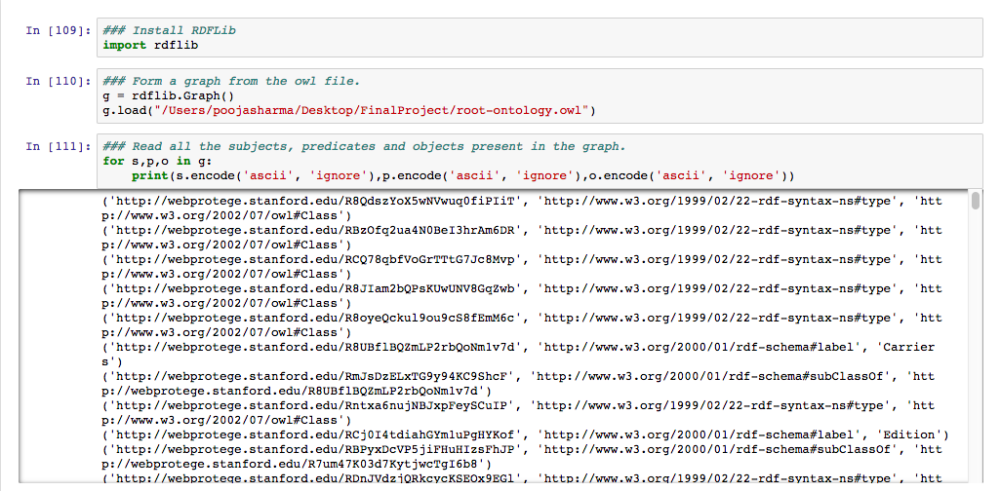 In [109]: ### Install RDFLib
import rdflib
In [110]: ### Form a graph from the owl file.
g = rdflib.Graph()
g.load("/Users/poojasharma/Desktop/FinalProject/root-ontology.owl")
In [111]: ### Read all the subjects, predicates and objects present in the graph.
for s,p,o in g:
print(s.encode('ascii', 'ignore'),p.encode('ascii', 'ignore'),o.encode('ascii', 'ignore'))
('http://webprotege.stanford.edu/R8QdszYoX5wNVwuq0fiPIiT', 'http://www.w3.org/1999/02/22-rdf-syntax-ns#type', 'htt
p://www.w3.org/2002/07/owl#Class')
('http://webprotege.stanford.edu/RBzOfq2ua4N0BeI3hrAm6DR', 'http://www.w3.org/1999/02/22-rdf-syntax-ns#type', 'htt
p://www.w3.org/2002/07/owl#Class')
('http://webprotege.stanford.edu/RCQ78qbfVoGrTTtG7Jc8Mvp', 'http://www.w3.org/1999/02/22-rdf-syntax-ns#type', 'htt
p://www.w3.org/2002/07/owl#Class')
('http://webprotege.stanford.edu/R8JIam2bQPsKUwUNV8GqZwb', 'http://www.w3.org/1999/02/22-rdf-syntax-ns#type', 'htt
p://www.w3.org/2002/07/owl#Class')
('http://webprotege.stanford.edu/R8oyeQckul9ou9cS8fEmM6c', 'http://www.w3.org/1999/02/22-rdf-syntax-ns#type', 'htt
p://www.w3.org/2002/07/owl#Class')
('http://webprotege.stanford.edu/R8UBflBQZmLP2rbQoNmlv7d', 'http://www.w3.org/2000/01/rdf-schema#label', 'Carrier
s')
('http://webprotege.stanford.edu/RmJsDzELxTG9y94KC9ShcF', 'http://www.w3.org/2000/01/rdf-schema#subClassOf', 'htt
p://webprotege.stanford.edu/R8UBflBQZmLP2rbQoNmlv7d')
('http://webprotege.stanford.edu/Rntxa6nujNBJxpFeySCuIP', 'http://www.w3.org/1999/02/22-rdf-syntax-ns#type', 'htt
p://www.w3.org/2002/07/owl#Class')
('http://webprotege.stanford.edu/RCj0I4tdiahGYmluPgHYKof', 'http://www.w3.org/2000/01/rdf-schema#label', 'Edition')
('http://webprotege.stanford.edu/RBPyxDcVP5jiFHuHIzsFhJP', 'http://www.w3.org/2000/01/rdf-schema#subClassOf', 'htt
p://webprotege.stanford.edu/R7um47K03d7KytjwcTgI6b8')
('http://webprotege.stanford.edu/RDnJVdzjQRkcycKSEOx9EGl', 'http://www.w3.org/1999/02/22-rdf-syntax-ns#type', 'htt